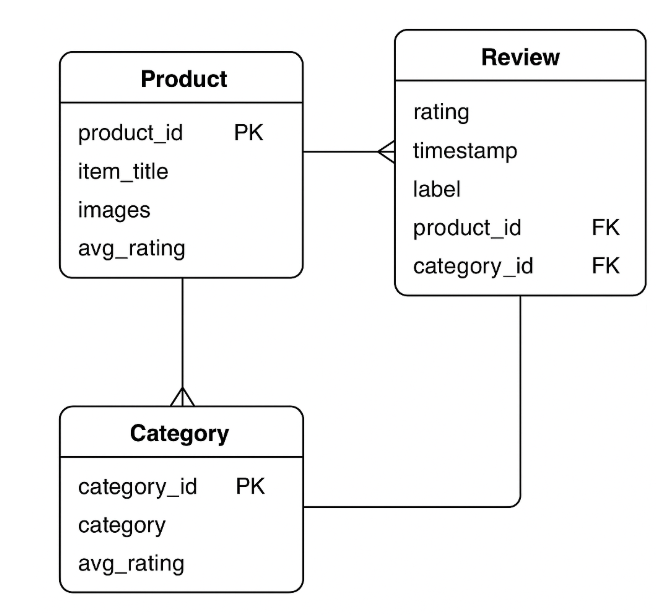 Product
product_id PK
item_title
images
avg_rating
Review
rating
timestamp
label
product_id FK
category_id FK
Category
category_id PK
category
avg_rating